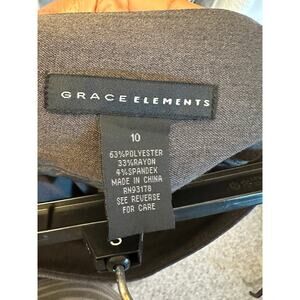 GRACE ELEMENTS
10
63%POLYESTER
33%RAYON
4%SPANDEX
MADE IN CHINA
RN93178
SEE REVERSE
FOR CARE